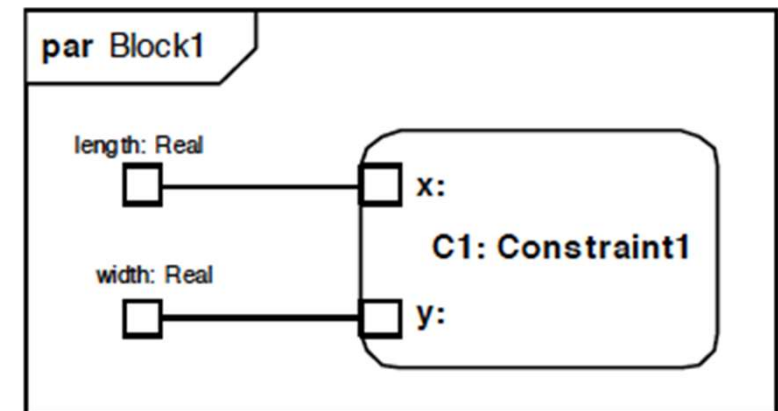 par Block1
length: Real
x:
C1: Constraint1
width: Real
y: